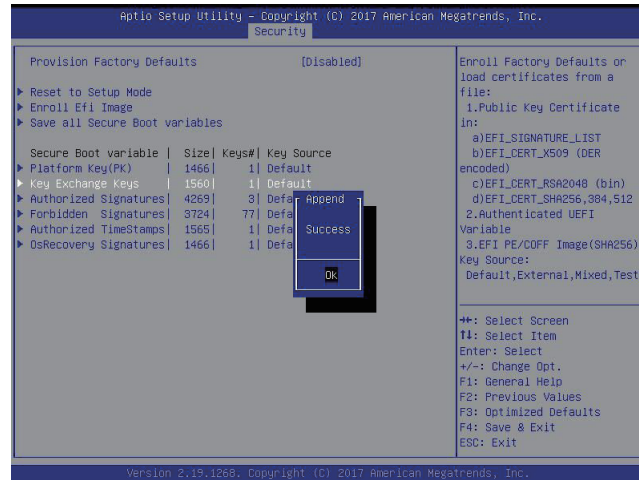 Aptio Setup Utility – Copyright (C) 2017 American Megatrends, Inc.
Security
Provision Factory Defaults [Disabled]
▶ Reset to Setup Mode
▶ Enroll Efi Image
▶ Save all Secure Boot variables
Secure Boot variable | Size| Keys#| Key Source
▶ Platform Key(PK) | 1466| 1| Default
▶ Key Exchange Keys | 1560| 1| Default
▶ Authorized Signatures| 4269| 3| Defa
▶ Forbidden Signatures| 3724| 77| Defa
▶ Authorized TimeStamps| 1565| 1| Defa
▶ OsRecovery Signatures| 1466| 1| Defa
Append
Success
Ok
Enroll Factory Defaults or
load certificates from a
file:
1.Public Key Certificate
in:
a)EFI_SIGNATURE_LIST
b)EFI_CERT_X509 (DER
encoded)
c)EFI_CERT_RSA2048 (bin)
d)EFI_CERT_SHA256,384,512
2.Authenticated UEFI
Variable
3.EFI PE/COFF Image(SHA256)
Key Source:
Default,External,Mixed,Test
→←: Select Screen
↑↓: Select Item
Enter: Select
+/-: Change Opt.
F1: General Help
F2: Previous Values
F3: Optimized Defaults
F4: Save & Exit
ESC: Exit
Version 2.19.1268. Copyright (C) 2017 American Megatrends, Inc.